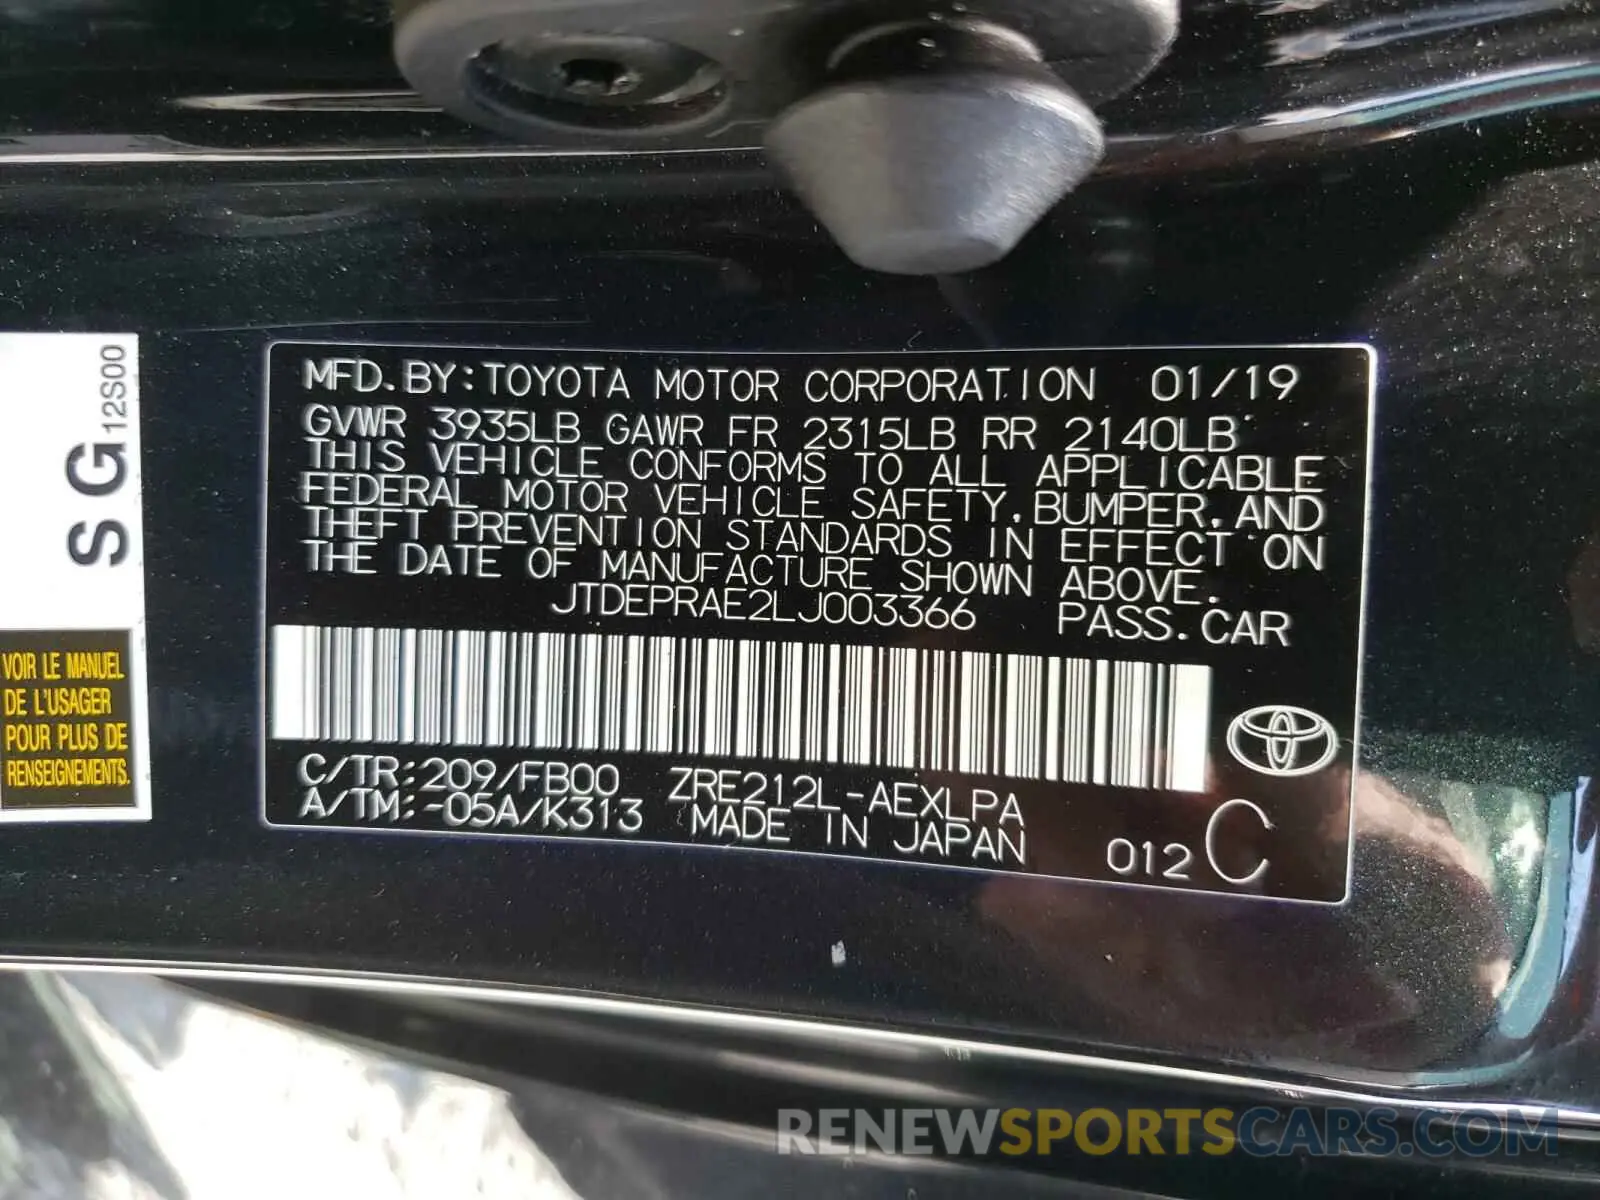 MFD. BY: TOYOTA MOTOR CORPORATION 01/19
GVWR 3935LB GAWR FR 2315LB RR 2140LB
THIS VEHICLE CONFORMS TO ALL APPLICABLE
FEDERAL MOTOR VEHICLE SAFETY, BUMPER, AND
THEFT PREVENTION STANDARDS IN EFFECT ON
THE DATE OF MANUFACTURE SHOWN ABOVE.
JTDEPRAE2LJ003366 PASS. CAR
C/TR: 209/FB00 ZRE212L-AEXLPA
A/TM: -05A/K313 MADE IN JAPAN 012 C
S G 12S00
VOIR LE MANUEL
DE L'USAGER
POUR PLUS DE
RENSEIGNEMENTS.
RENEWSPORTSCARS.COM